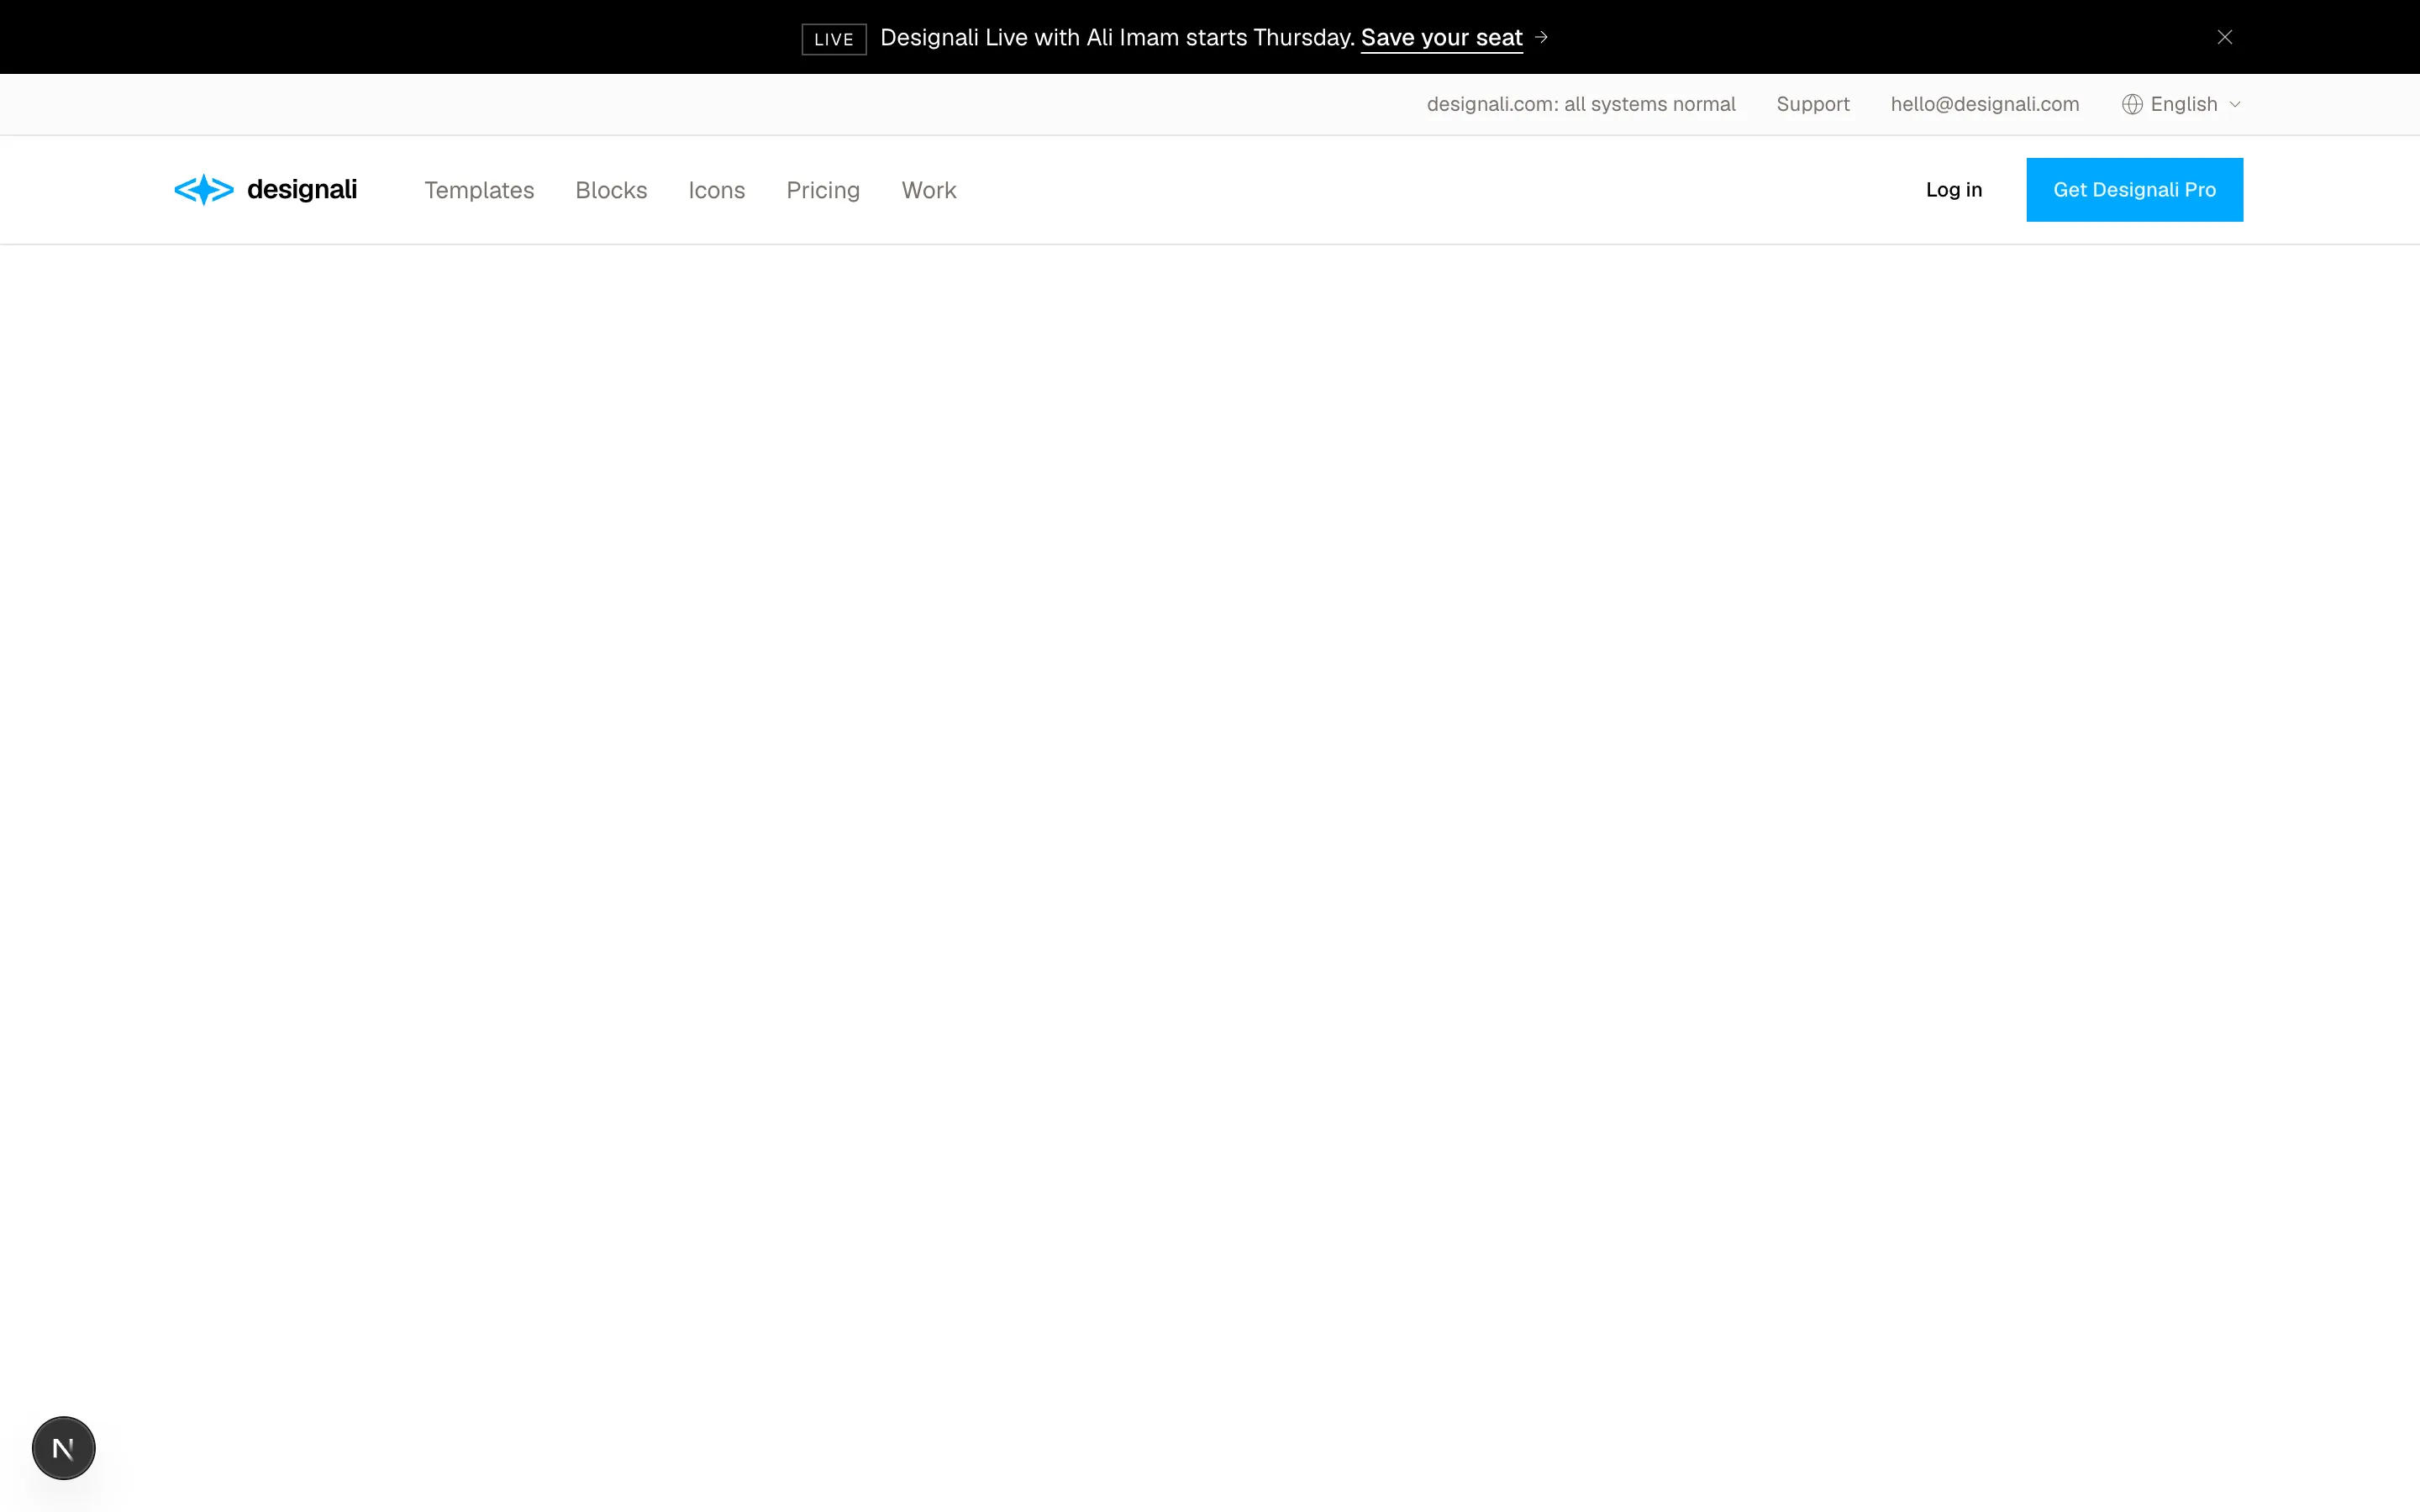 LIVE Designali Live with Ali Imam starts Thursday. Save your seat →
designali.com: all systems normal Support hello@designali.com English
designali Templates Blocks Icons Pricing Work Log in Get Designali Pro
N